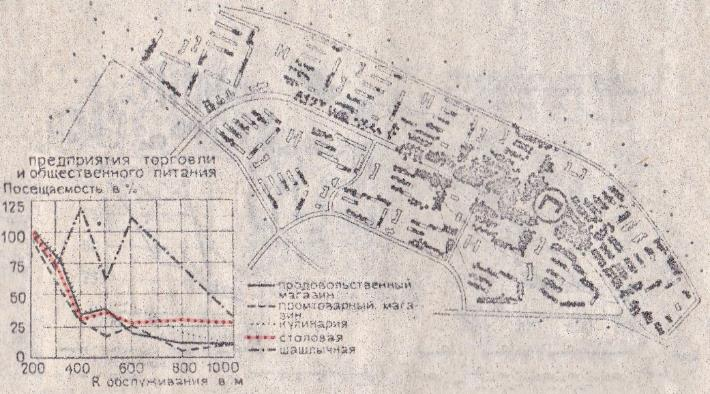 предприятия торговли
и общественного питания
Посещаемость в %
125
100
75
50
25
0
200
400
600
800
1000
R обслуживания в м
продовольственный
магазин
промтоварный мага-
зин
кулинария
столовая
шашлычная